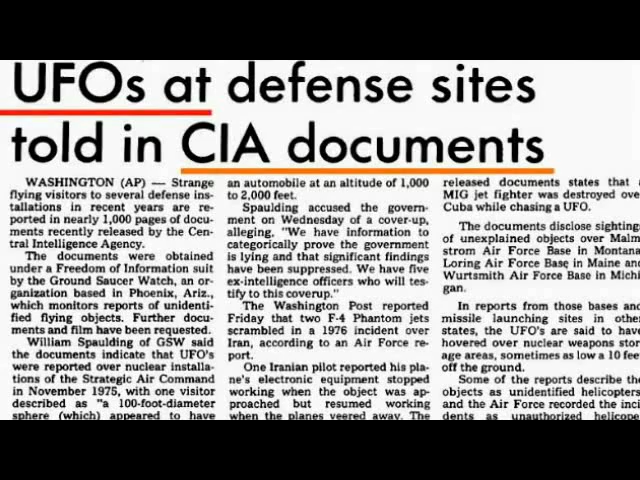 UFOs at defense sites
told in CIA documents
WASHINGTON (AP) — Strange
flying visitors to several defense ins-
tallations in recent years are re-
ported in nearly 1,000 pages of docu-
ments recently released by the Cen-
tral Intelligence Agency.
The documents were obtained
under a Freedom of Information suit
by the Ground Saucer Watch, an or-
ganization based in Phoenix, Ariz.,
which monitors reports of unidenti-
fied flying objects. Further docu-
ments and film have been requested.
William Spaulding of GSW said
the documents indicate that UFO's
were reported over nuclear installa-
tions of the Strategic Air Command
in November 1975, with one visitor
described as "a 100-foot-diameter
sphere (which) appeared to have
an automobile at an altitude of 1,000
to 2,000 feet.
Spaulding accused the govern-
ment on Wednesday of a cover-up,
alleging, "We have information to
categorically prove the government
is lying and that significant findings
have been suppressed. We have five
ex-intelligence officers who will tes-
tify to this coverup."
The Washington Post reported
Friday that two F-4 Phantom jets
scrambled in a 1976 incident over
Iran, according to an Air Force re-
port.
One Iranian pilot reported his pla-
ne's electronic equipment stopped
working when the object was ap-
proached but resumed working
when the planes veered away. The
released documents states that a
MIG jet fighter was destroyed over
Cuba while chasing a UFO.
The documents disclose sighting
of unexplained objects over Malm
strom Air Force Base in Montana
Loring Air Force Base in Maine and
Wurtsmith Air Force Base in Michi
gan.
In reports from those bases and
missile launching sites in other
states, the UFO's are said to have
hovered over nuclear weapons stor
age areas, sometimes as low a 10 feet
off the ground.
Some of the reports describe the
objects as unidentified helicopters
and the Air Force recorded the inci
dents as unauthorized helicope